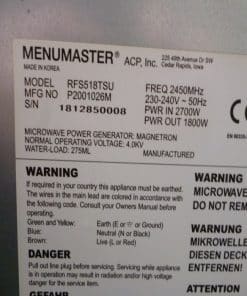 MENUMASTER® ACP, Inc. 225 49th Avenue Dr SW
Cedar Rapids, Iowa
MADE IN KOREA
MODEL RFS518TSU FREQ 2450MHz
MFG NO P2001026M 230-240V ~ 50Hz
S/N 1812850008 PWR IN 2700W
PWR OUT 1800W
MICROWAVE POWER GENERATOR: MAGNETRON
NORMAL OPERATING VOLTAGE: 4.0KV
WATER-LOAD: 275ML
EN 60335-
WARNING
If required in your country this appliance must be earthed.
The wires in the main lead are colored in accordance with the
following code. Consult your Owners Manual before
operating.
Green and Yellow: Earth (E or ⏚ or Ground)
Blue: Neutral (N or Black)
Brown: Live (L or Red)
DANGER
Pull out line plug before servicing. Servicing while appliance
is in operation may result in radiation and/or high voltage
danger for the service technician.
GEFAHR
WARNING
MICROWAVE
DO NOT REM
WARNUNG
MIKROWELLE
DIESEN DECK
ENTFERNEN!
ATTENTION